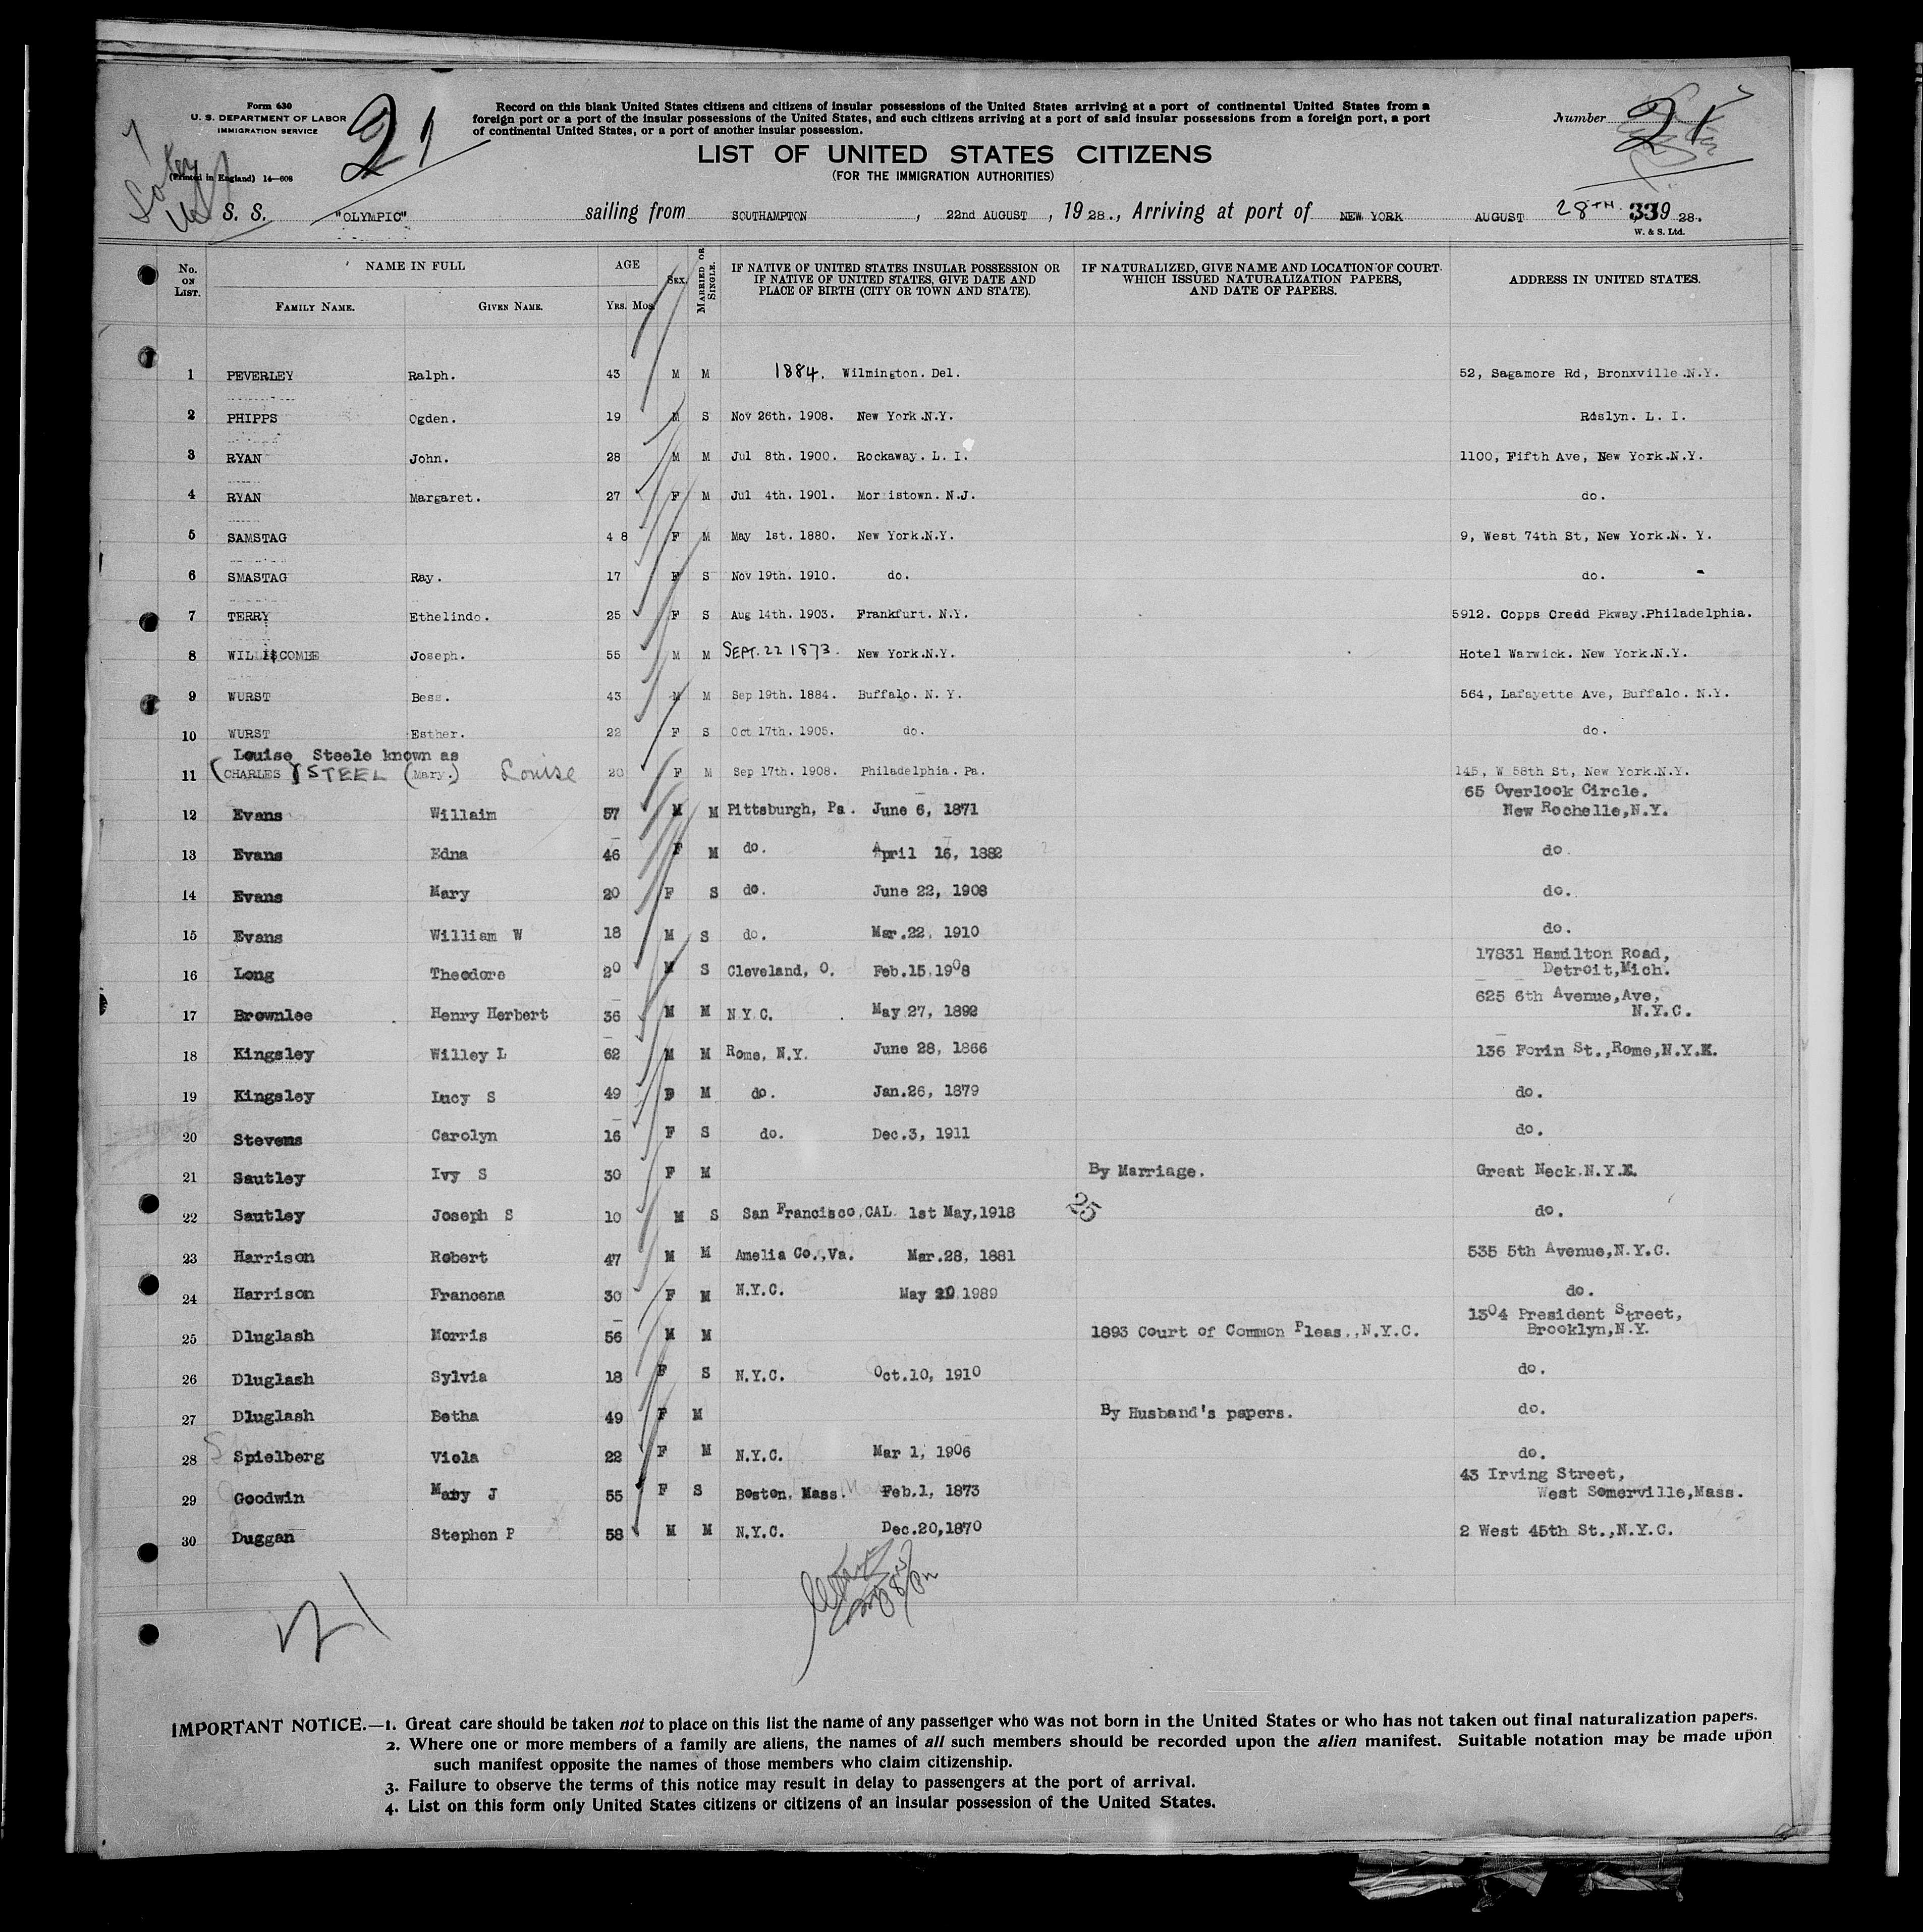 Form 630
U. S. DEPARTMENT OF LABOR
IMMIGRATION SERVICE
(Printed in England) 14—608
21
Record on this blank United States citizens and citizens of insular possessions of the United States arriving at a port of continental United States from a
foreign port or a port of the insular possessions of the United States, and such citizens arriving at a port of said insular possessions from a foreign port, a port
of continental United States, or a port of another insular possession.
Number 21
LIST OF UNITED STATES CITIZENS
(FOR THE IMMIGRATION AUTHORITIES)
S. S. "OLYMPIC" sailing from SOUTHAMPTON, 22nd AUGUST, 1928., Arriving at port of NEW YORK AUGUST 28TH 1928.
W. & S. Ltd.
339
No. ON LIST. NAME IN FULL AGE SEX. MARRIED OR SINGLE. IF NATIVE OF UNITED STATES INSULAR POSSESSION OR IF NATIVE OF UNITED STATES, GIVE DATE AND PLACE OF BIRTH (CITY OR TOWN AND STATE). IF NATURALIZED, GIVE NAME AND LOCATION OF COURT WHICH ISSUED NATURALIZATION PAPERS, AND DATE OF PAPERS. ADDRESS IN UNITED STATES.
FAMILY NAME. GIVEN NAME. YRS. MOS.
1 PEVERLEY Ralph. 43 M M 1884. Wilmington. Del. 52, Sagamore Rd, Bronxville.N.Y.
2 PHIPPS Ogden. 19 M S Nov 26th. 1908. New York.N.Y. Roslyn. L. I.
3 RYAN John. 28 M M Jul 8th. 1900. Rockaway. L. I. 1100, Fifth Ave, New York.N.Y.
4 RYAN Margaret. 27 F M Jul 4th. 1901. Morristown. N.J. do.
5 SAMSTAG 48 F M May 1st. 1880. New York.N.Y. 9, West 74th St, New York.N. Y.
6 SMASTAG Ray. 17 F S Nov 19th. 1910. do. do.
7 TERRY Ethelindo. 25 F S Aug 14th. 1903. Frankfurt. N.Y. 5912. Copps Credd Pkway.Philadelphia.
8 WILLISCOMBE Joseph. 55 M M SEPT. 22 1873. New York.N.Y. Hotel Warwick. New York.N.Y.
9 WURST Bess. 43 M M Sep 19th. 1884. Buffalo. N. Y. 564, Lafayette Ave, Buffalo. N.Y.
10 WURST Esther. 22 F S Oct 17th. 1905. do. do.
Louise Steele known as
11 (CHARLES) STEEL (Mary.) Louise 20 F M Sep 17th. 1908. Philadelphia. Pa. 145, W 58th St, New York.N.Y.
65 Overlook Circle.
12 Evans Willaim 57 M M Pittsburgh, Pa. June 6, 1871 New Rochelle,N.Y.
13 Evans Edna 46 F M do. April 16, 1882 do
14 Evans Mary 20 F S do. June 22, 1908 do.
15 Evans William W 18 M S do. Mar.22, 1910 do.
17831 Hamilton Road,
16 Long Theodore 20 M S Cleveland, O. Feb.15,1908 Detroit,Mich.
625 6th Avenue,Ave,
17 Brownlee Henry Herbert 36 M M N.Y.C. May 27, 1892 N.Y.C.
18 Kingsley Willey L 62 M M Rome, N.Y. June 28, 1866 136 Forin St.,Rome,N.Y.
19 Kingsley Lucy S 49 M do. Jan.26, 1879 do.
20 Stevens Carolyn 16 F S do. Dec.3, 1911 do.
21 Sautley Ivy S 30 F M By Marriage. Great Neck.N.Y.
22 Sautley Joseph S 10 M S San Francisco.CAL. 1st May,1918 25 do.
23 Harrison Robert 47 M M Amelia Co.,Va. Mar.28, 1881 535 5th Avenue,N.Y.C.
24 Harrison Francena 30 F M N.Y.C. May 1989 do.
1304 President Street,
25 Dluglash Morris 56 M M 1893 Court of Common Pleas.,N.Y.C. Brooklyn,N.Y.
26 Dluglash Sylvia 18 F S N.Y.C. Oct.10, 1910 do.
27 Dluglash Betha 49 F M By Husband's papers. do.
28 Spielberg Viola 22 F M N.Y.C. Mar 1, 1906 do.
43 Irving Street,
29 Goodwin Mary J 55 F S Boston, Mass. Feb.1, 1873 West Somerville,Mass.
30 Duggan Stephen P 58 M M N.Y.C. Dec.20,1870 2 West 45th St.,N.Y.C.
21
IMPORTANT NOTICE.—1. Great care should be taken not to place on this list the name of any passenger who was not born in the United States or who has not taken out final naturalization papers.
2. Where one or more members of a family are aliens, the names of all such members should be recorded upon the alien manifest. Suitable notation may be made upon
such manifest opposite the names of those members who claim citizenship.
3. Failure to observe the terms of this notice may result in delay to passengers at the port of arrival.
4. List on this form only United States citizens or citizens of an insular possession of the United States.